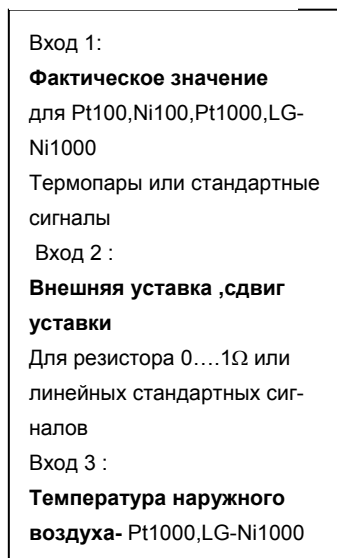 Вход 1:
Фактическое значение
для Pt100,Ni100,Pt1000,LG-
Ni1000
Термопары или стандартные
сигналы
Вход 2 :
Внешняя уставка ,сдвиг
уставки
Для резистора 0….1Ω или
линейных стандартных сиг-
налов
Вход 3 :
Температура наружного
воздуха- Pt1000,LG-Ni1000